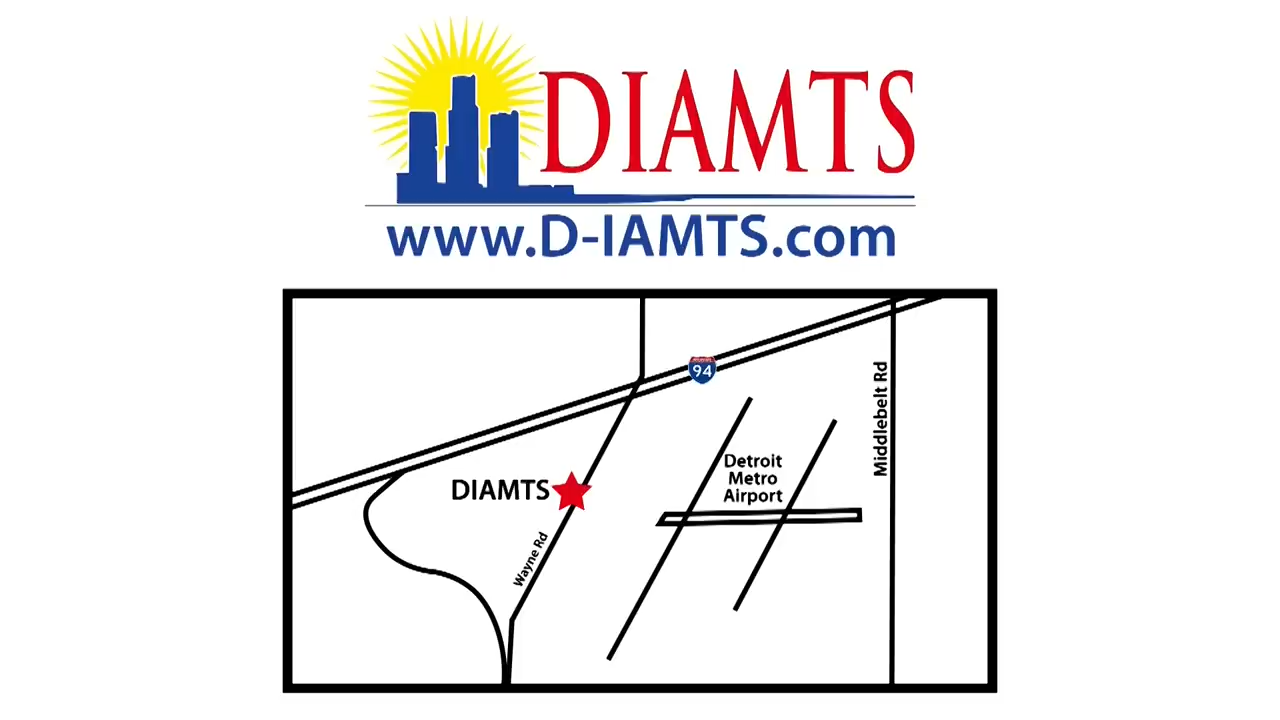 DIAMTS
www.D-IAMTS.com
94
Middlebelt Rd
Detroit
Metro
Airport
DIAMTS
Wayne Rd